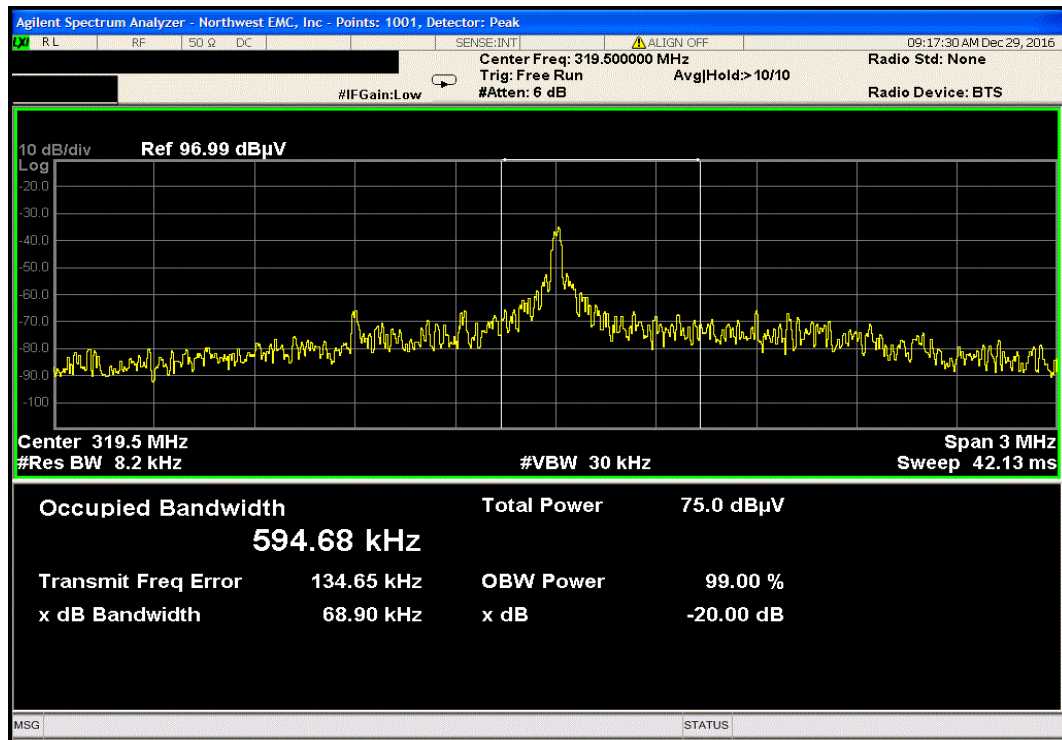 Agilent Spectrum Analyzer - Northwest EMC, Inc - Points: 1001, Detector: Peak
LXI RL RF 50 Ω DC SENSE:INT ALIGN OFF 09:17:30 AM Dec 29, 2016
Center Freq: 319.500000 MHz Radio Std: None
Trig: Free Run Avg|Hold:>10/10
#IFGain:Low #Atten: 6 dB Radio Device: BTS
10 dB/div Ref 96.99 dBµV
Log
-20.0
-30.0
-40.0
-50.0
-60.0
-70.0
-80.0
-90.0
-100
Center 319.5 MHz Span 3 MHz
#Res BW 8.2 kHz #VBW 30 kHz Sweep 42.13 ms
Occupied Bandwidth Total Power 75.0 dBµV
594.68 kHz
Transmit Freq Error 134.65 kHz OBW Power 99.00 %
x dB Bandwidth 68.90 kHz x dB -20.00 dB
MSG STATUS